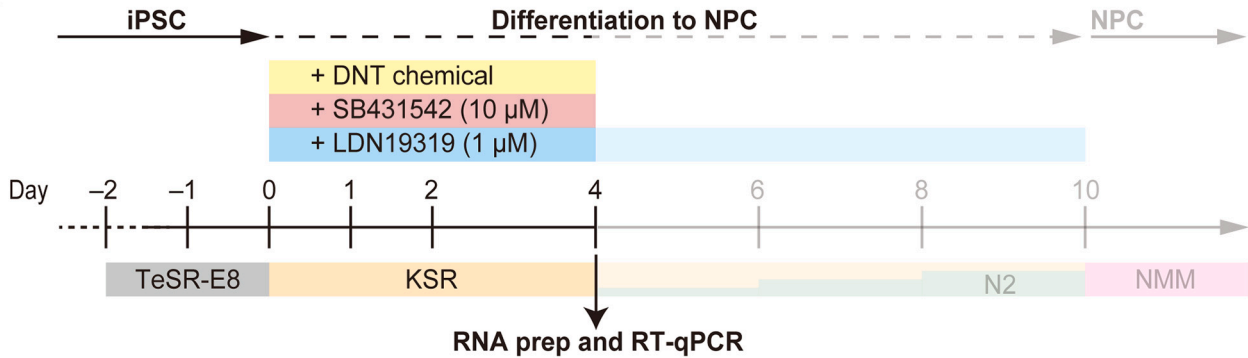 iPSC Differentiation to NPC NPC
+ DNT chemical
+ SB431542 (10 µM)
+ LDN19319 (1 µM)
Day –2 –1 0 1 2 4 6 8 10
TeSR-E8 KSR N2 NMM
RNA prep and RT-qPCR